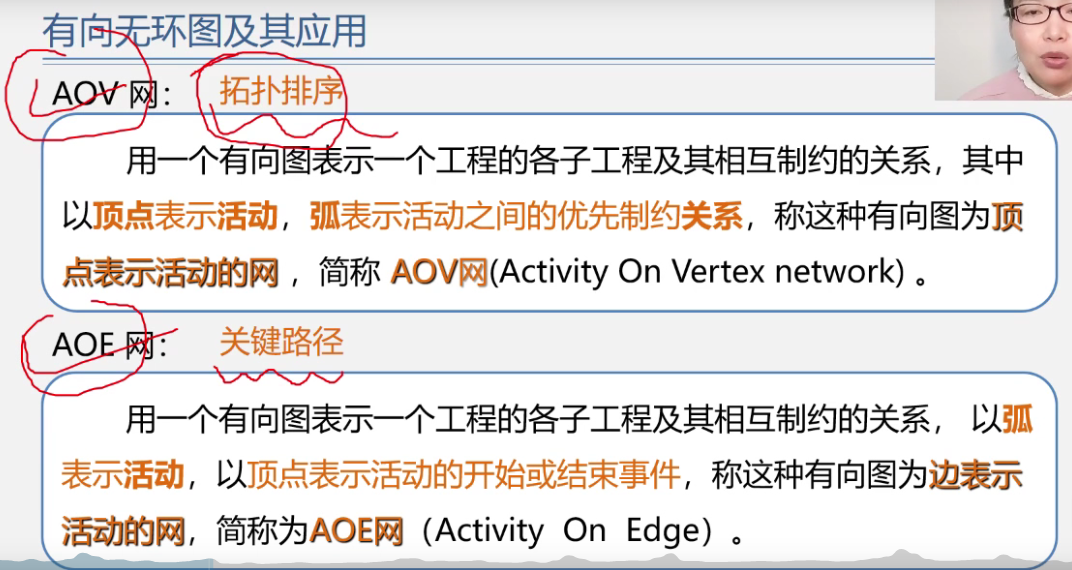 有向无环图及其应用
AOV 网： 拓扑排序
用一个有向图表示一个工程的各子工程及其相互制约的关系，其中
以顶点表示活动，弧表示活动之间的优先制约关系，称这种有向图为顶
点表示活动的网 ，简称 AOV网(Activity On Vertex network) 。
AOE 网： 关键路径
用一个有向图表示一个工程的各子工程及其相互制约的关系， 以弧
表示活动，以顶点表示活动的开始或结束事件，称这种有向图为边表示
活动的网，简称为AOE网（Activity On Edge）。